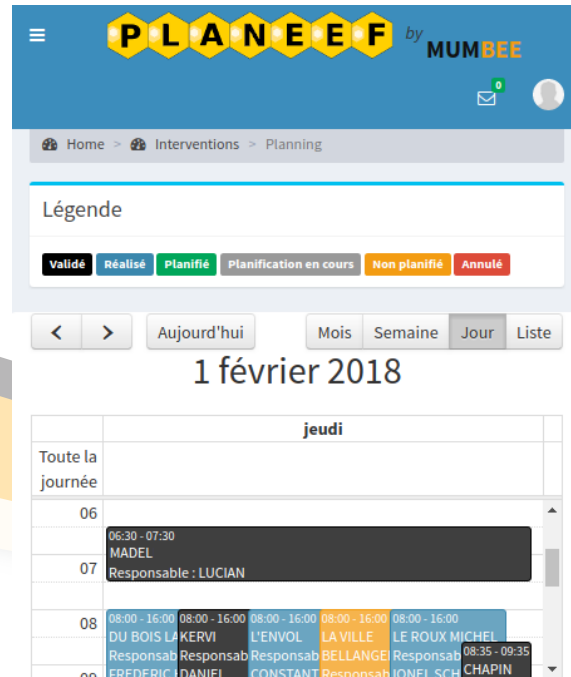 PLANEEF by MUMBEE
0
Home > Interventions > Planning
Légende
Validé Réalisé Planifié Planification en cours Non planifié Annulé
Aujourd'hui Mois Semaine Jour Liste
1 février 2018
jeudi
Toute la
journée
06
06:30 - 07:30
MADEL
07 Responsable : LUCIAN
08 08:00 - 16:00 08:00 - 16:00 08:00 - 16:00 08:00 - 16:00 08:00 - 16:00
DU BOIS LA KERVI L'ENVOL LA VILLE LE ROUX MICHEL
Responsab Responsab Responsab BELLANGE Responsab 08:35 - 09:35
FREDERIC DANIEL CONSTANT Responsab IONEL SCH CHAPIN